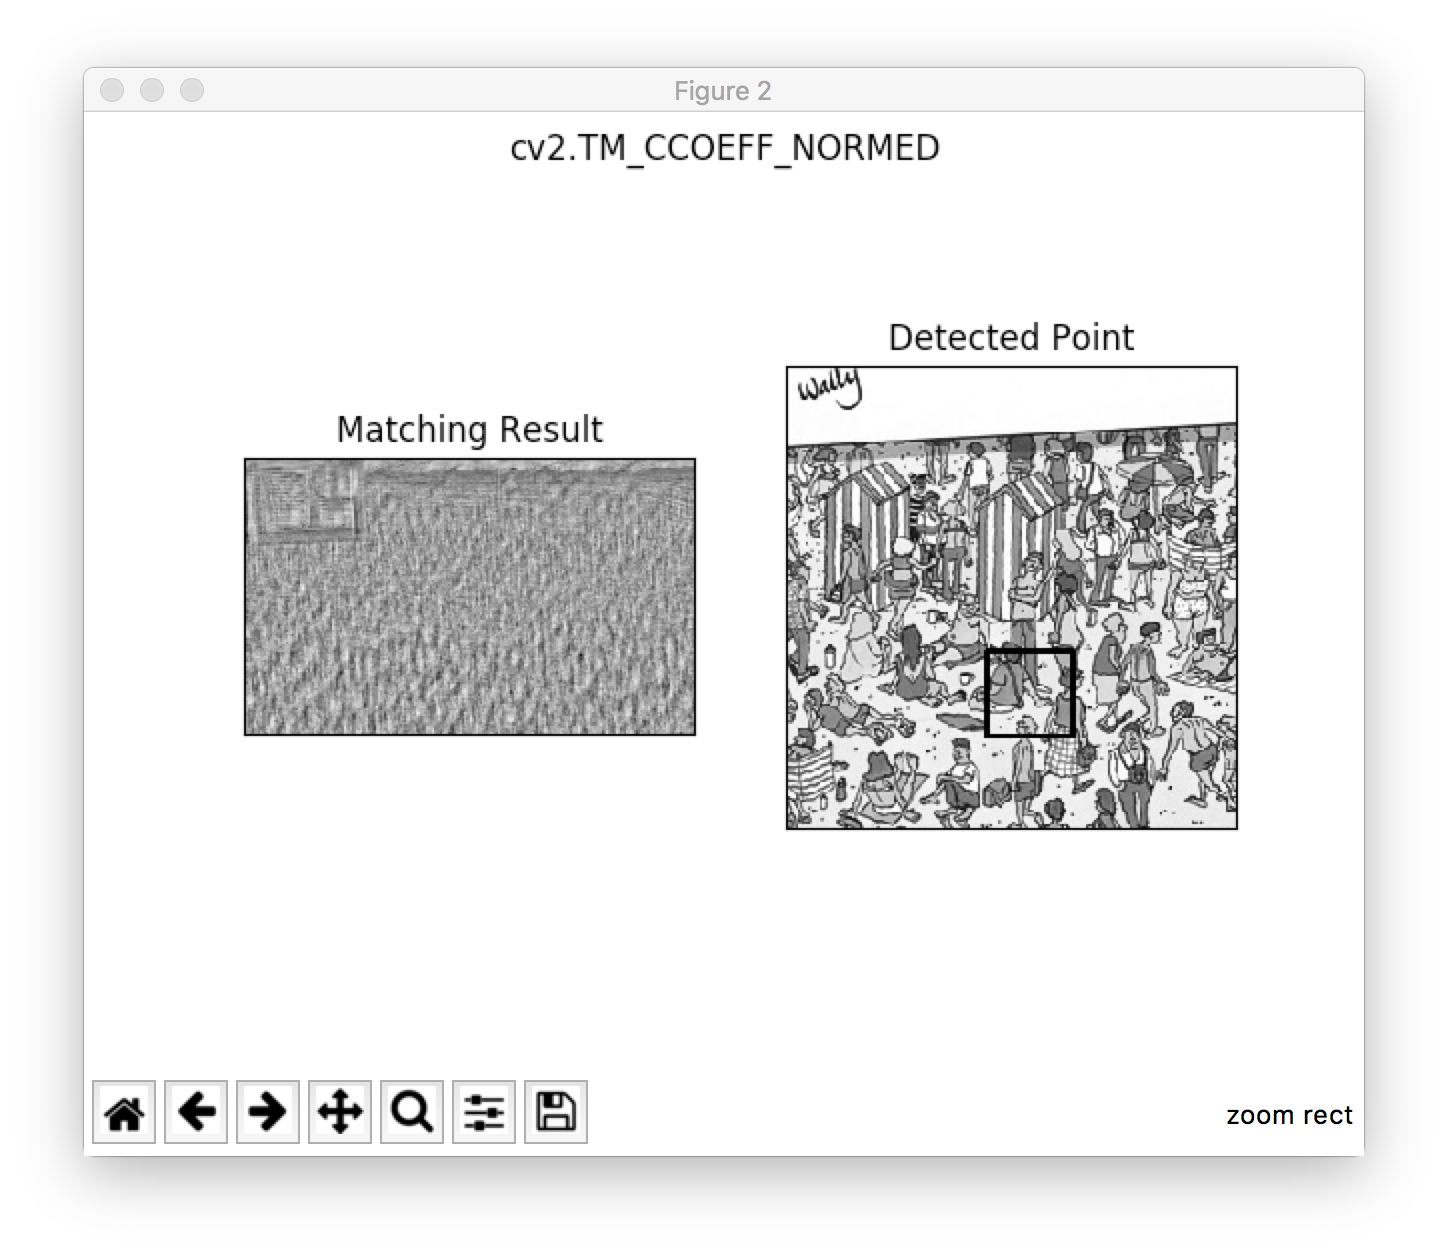 Figure 2
cv2.TM_CCOEFF_NORMED
Detected Point
Wally
Matching Result
zoom rect